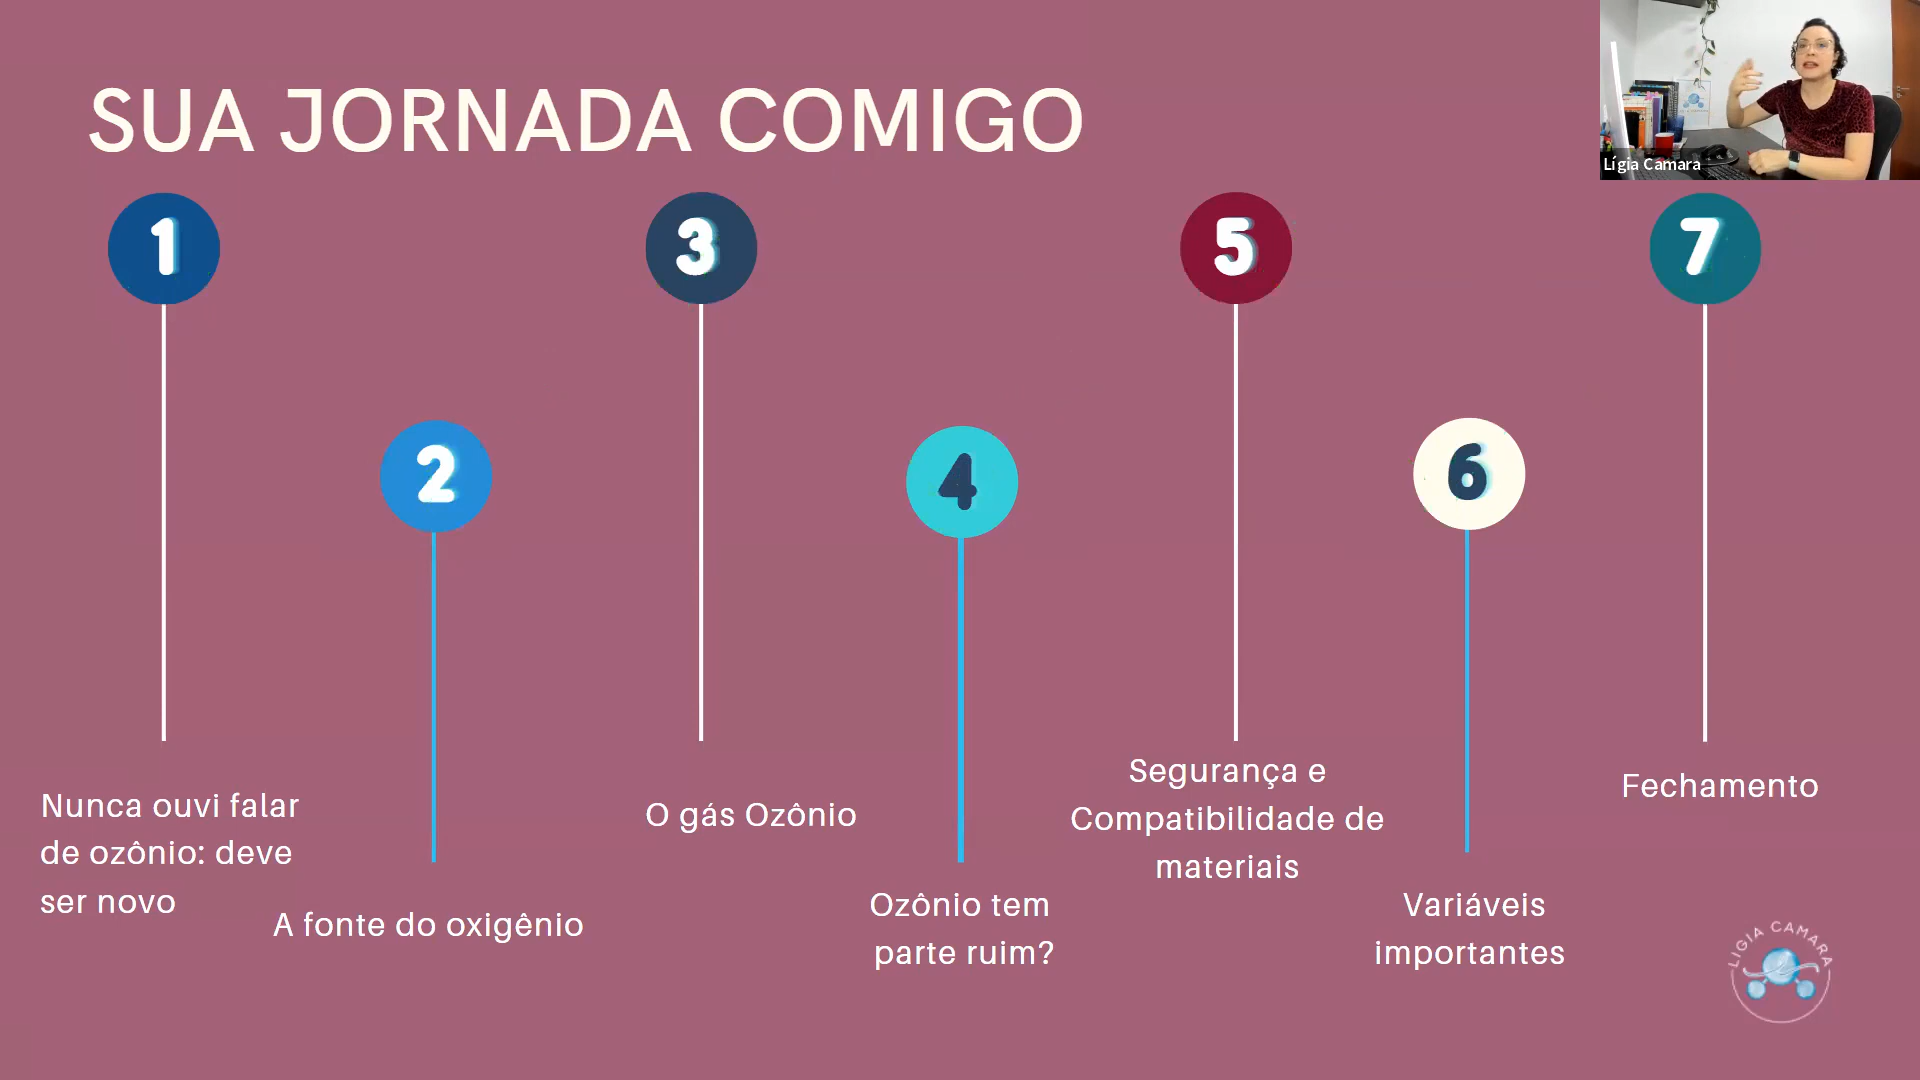 SUA JORNADA COMIGO
Lígia Camara
1
3
5
7
2
4
6
Nunca ouvi falar
de ozônio: deve
ser novo
A fonte do oxigênio
O gás Ozônio
Ozônio tem
parte ruim?
Segurança e
Compatibilidade de
materiais
Variáveis
importantes
Fechamento
LIGIA CAMARA